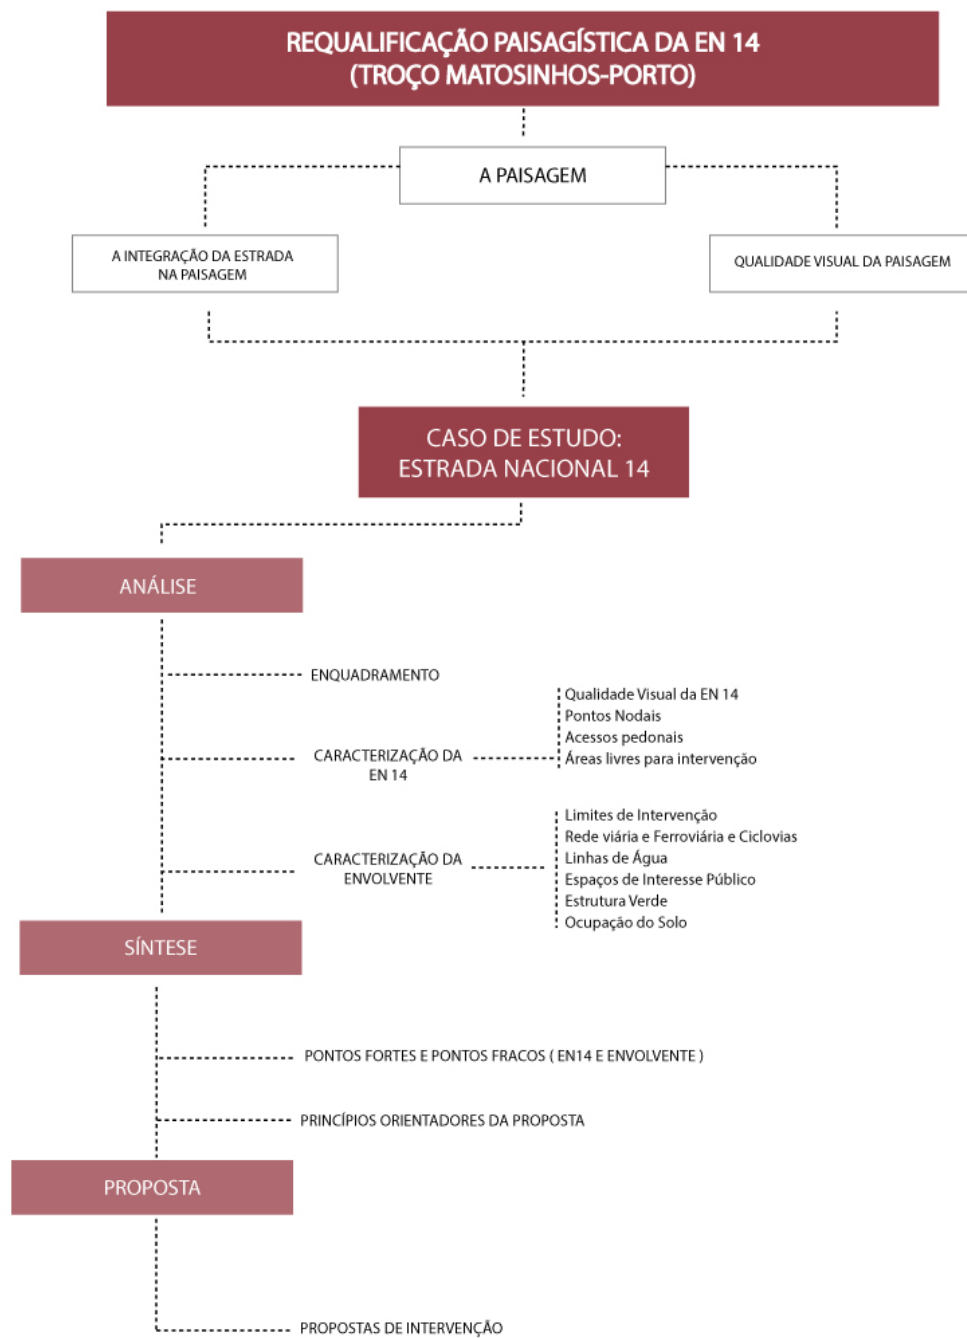 REQUALIFICAÇÃO PAISAGÍSTICA DA EN 14
(TROÇO MATOSINHOS-PORTO)
A PAISAGEM
A INTEGRAÇÃO DA ESTRADA
NA PAISAGEM
QUALIDADE VISUAL DA PAISAGEM
CASO DE ESTUDO:
ESTRADA NACIONAL 14
ANÁLISE
ENQUADRAMENTO
CARACTERIZAÇÃO DA
EN 14
Qualidade Visual da EN 14
Pontos Nodais
Acessos pedonais
Áreas livres para intervenção
CARACTERIZAÇÃO DA
ENVOLVENTE
Limites de Intervenção
Rede viária e Ferroviária e Ciclovias
Linhas de Água
Espaços de Interesse Público
Estrutura Verde
Ocupação do Solo
SÍNTESE
PONTOS FORTES E PONTOS FRACOS ( EN14 E ENVOLVENTE )
PRINCÍPIOS ORIENTADORES DA PROPOSTA
PROPOSTA
PROPOSTAS DE INTERVENÇÃO